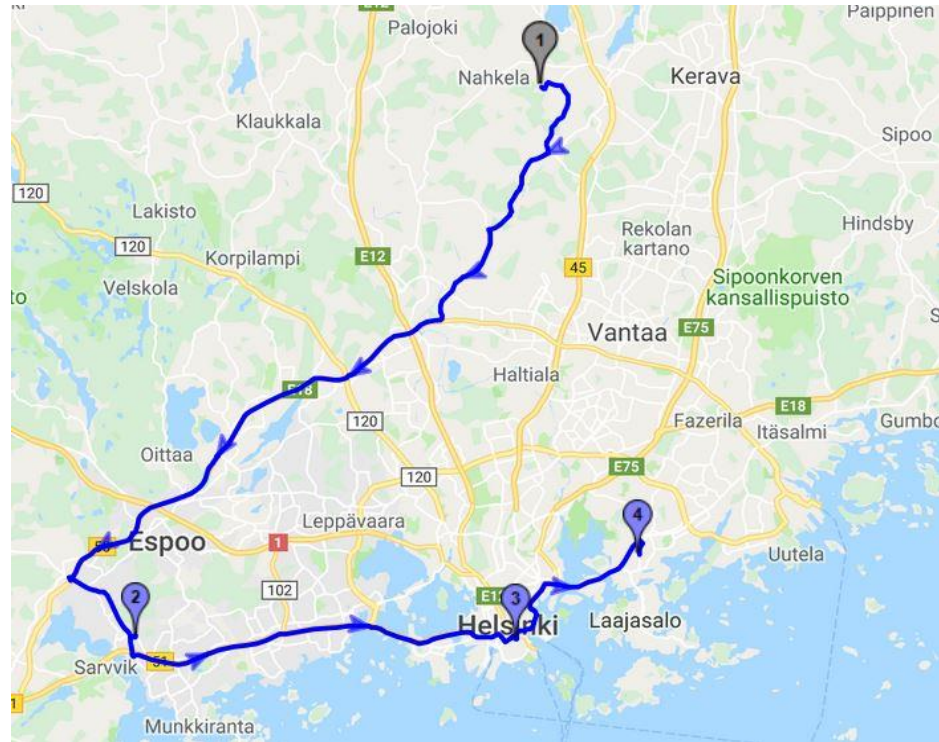 E12
Paippinen
Palojoki
1
Nahkela
Kerava
Klaukkala
Sipoo
120
Lakisto
120
Korpilampi
Rekolan
kartano
Hindsby
E12
45
Velskola
Sipoonkorven
kansallispuisto
to
E75
Vantaa
Haltiala
E18
120
Fazerila
E18
Itäsalmi
Gumbo
Oittaa
120
E75
Leppävaara
4
Espoo
1
Uutela
2
102
3
Helsinki
Laajasalo
Sarvvik
51
1
Munkkiranta